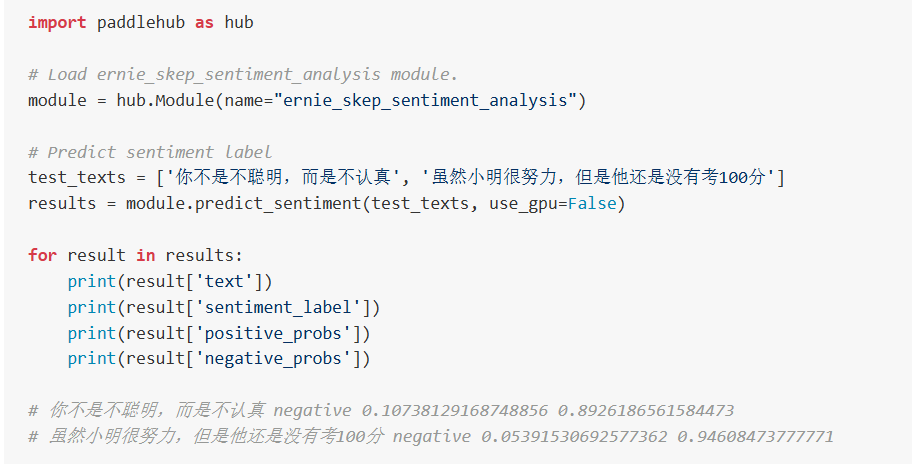 import paddlehub as hub
# Load ernie_skep_sentiment_analysis module.
module = hub.Module(name="ernie_skep_sentiment_analysis")
# Predict sentiment label
test_texts = ['你不是不聪明，而是不认真', '虽然小明很努力，但是他还是没有考100分']
results = module.predict_sentiment(test_texts, use_gpu=False)
for result in results:
    print(result['text'])
    print(result['sentiment_label'])
    print(result['positive_probs'])
    print(result['negative_probs'])
# 你不是不聪明，而是不认真 negative 0.10738129168748856 0.8926186561584473
# 虽然小明很努力，但是他还是没有考100分 negative 0.05391530692577362 0.94608473777771